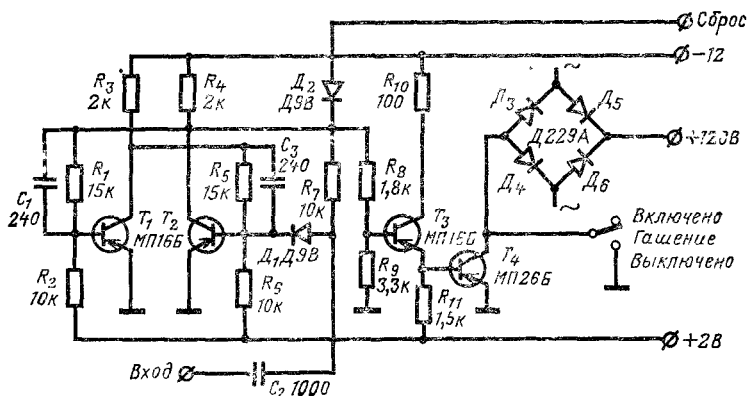 Сброс
-12
R3
2к
R4
2к
Д2
Д9В
R10
100
Д3
Д5
Д229А
Д4
Д6
+120В
C1
240
R1
15к
R5
15к
C3
240
R7
10к
R8
1,8к
T1
МП16Б
T2
Д1
Д9В
T3
МП16Б
T4
МП26Б
Включено
Гашение
Выключено
R2
10к
R6
10к
R9
3,3к
R11
1,5к
+2В
Вход
C2 1000